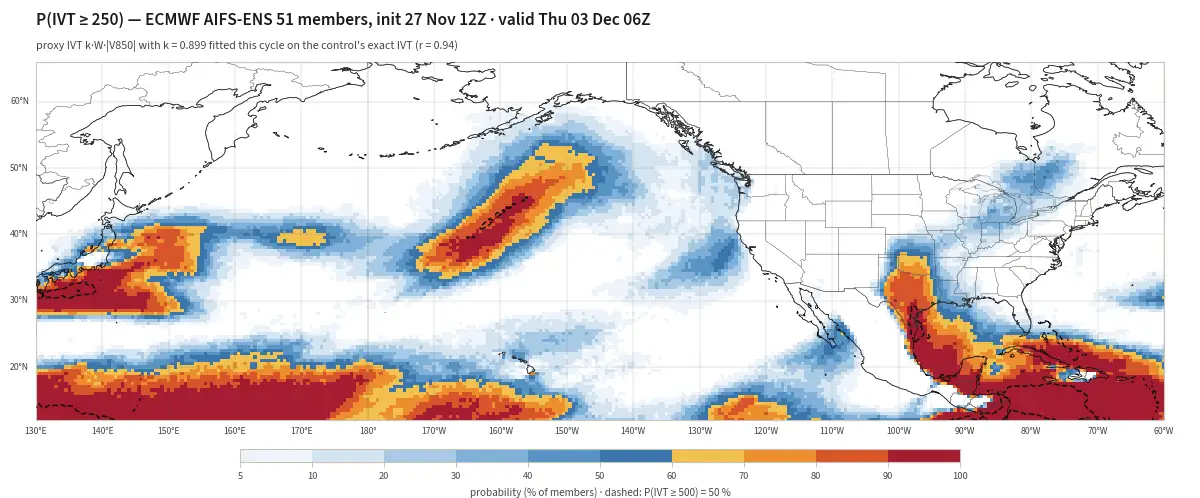 P(IVT ≥ 250) — ECMWF AIFS-ENS 51 members, init 27 Nov 12Z · valid Thu 03 Dec 06Z
proxy IVT k·W·|V850| with k = 0.899 fitted this cycle on the control's exact IVT (r = 0.94)
60°N
50°N
40°N
30°N
20°N
130°E 140°E 150°E 160°E 170°E 180° 170°W 160°W 150°W 140°W 130°W 120°W 110°W 100°W 90°W 80°W 70°W 60°W
5 10 20 30 40 50 60 70 80 90 100
probability (% of members) · dashed: P(IVT ≥ 500) = 50 %